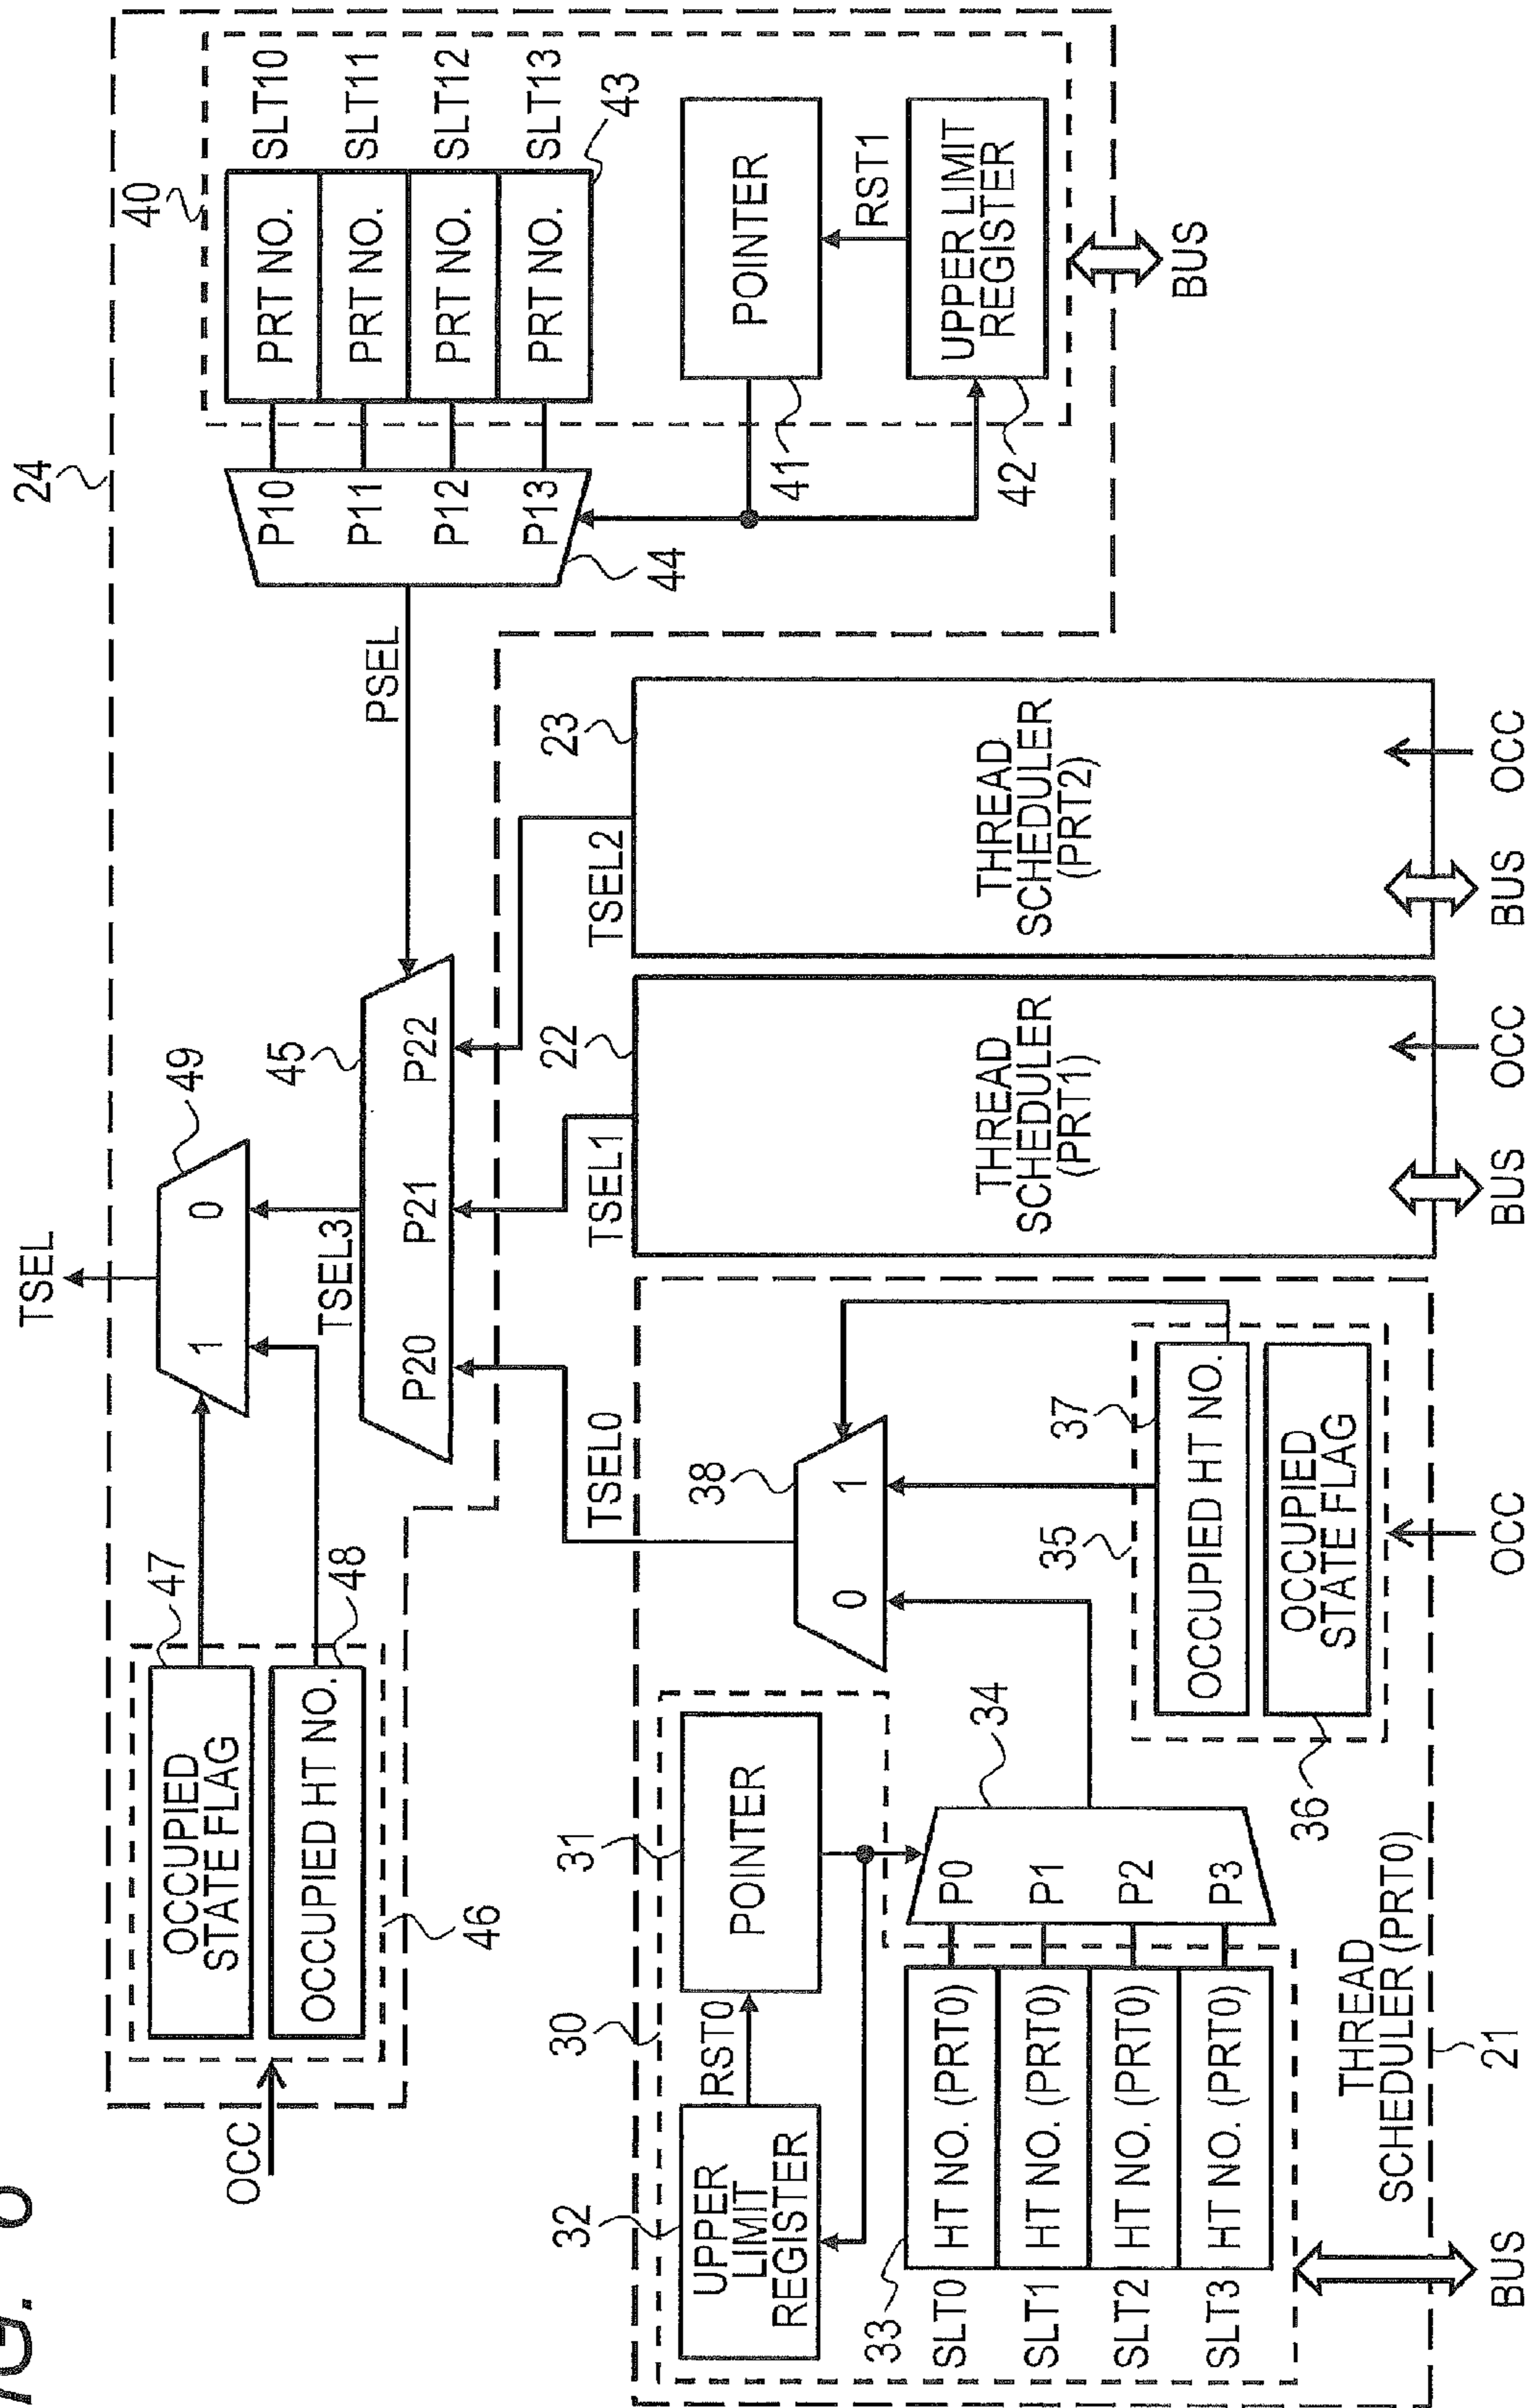 TSEL
24
OCC
OCCUPIED
STATE FLAG
47
OCCUPIED HT NO.
48
46
49
1
0
TSEL3
45
P20
P21
P22
PSEL
44
P10
P11
P12
P13
40
PRT NO.
PRT NO.
PRT NO.
PRT NO.
SLT10
SLT11
SLT12
SLT13
43
POINTER
41
RST1
UPPER LIMIT
REGISTER
42
BUS
TSEL0
TSEL1
TSEL2
30
UPPER
LIMIT
REGISTER
32
RST0
POINTER
31
33
SLT0
SLT1
SLT2
SLT3
HT NO. (PRT0)
HT NO. (PRT0)
HT NO. (PRT0)
HT NO. (PRT0)
P0
P1
P2
P3
34
38
0
1
35
OCCUPIED HT NO.
37
OCCUPIED
STATE FLAG
36
THREAD
SCHEDULER (PRT0)
21
BUS
OCC
22
THREAD
SCHEDULER
(PRT1)
BUS
OCC
23
THREAD
SCHEDULER
(PRT2)
BUS
OCC